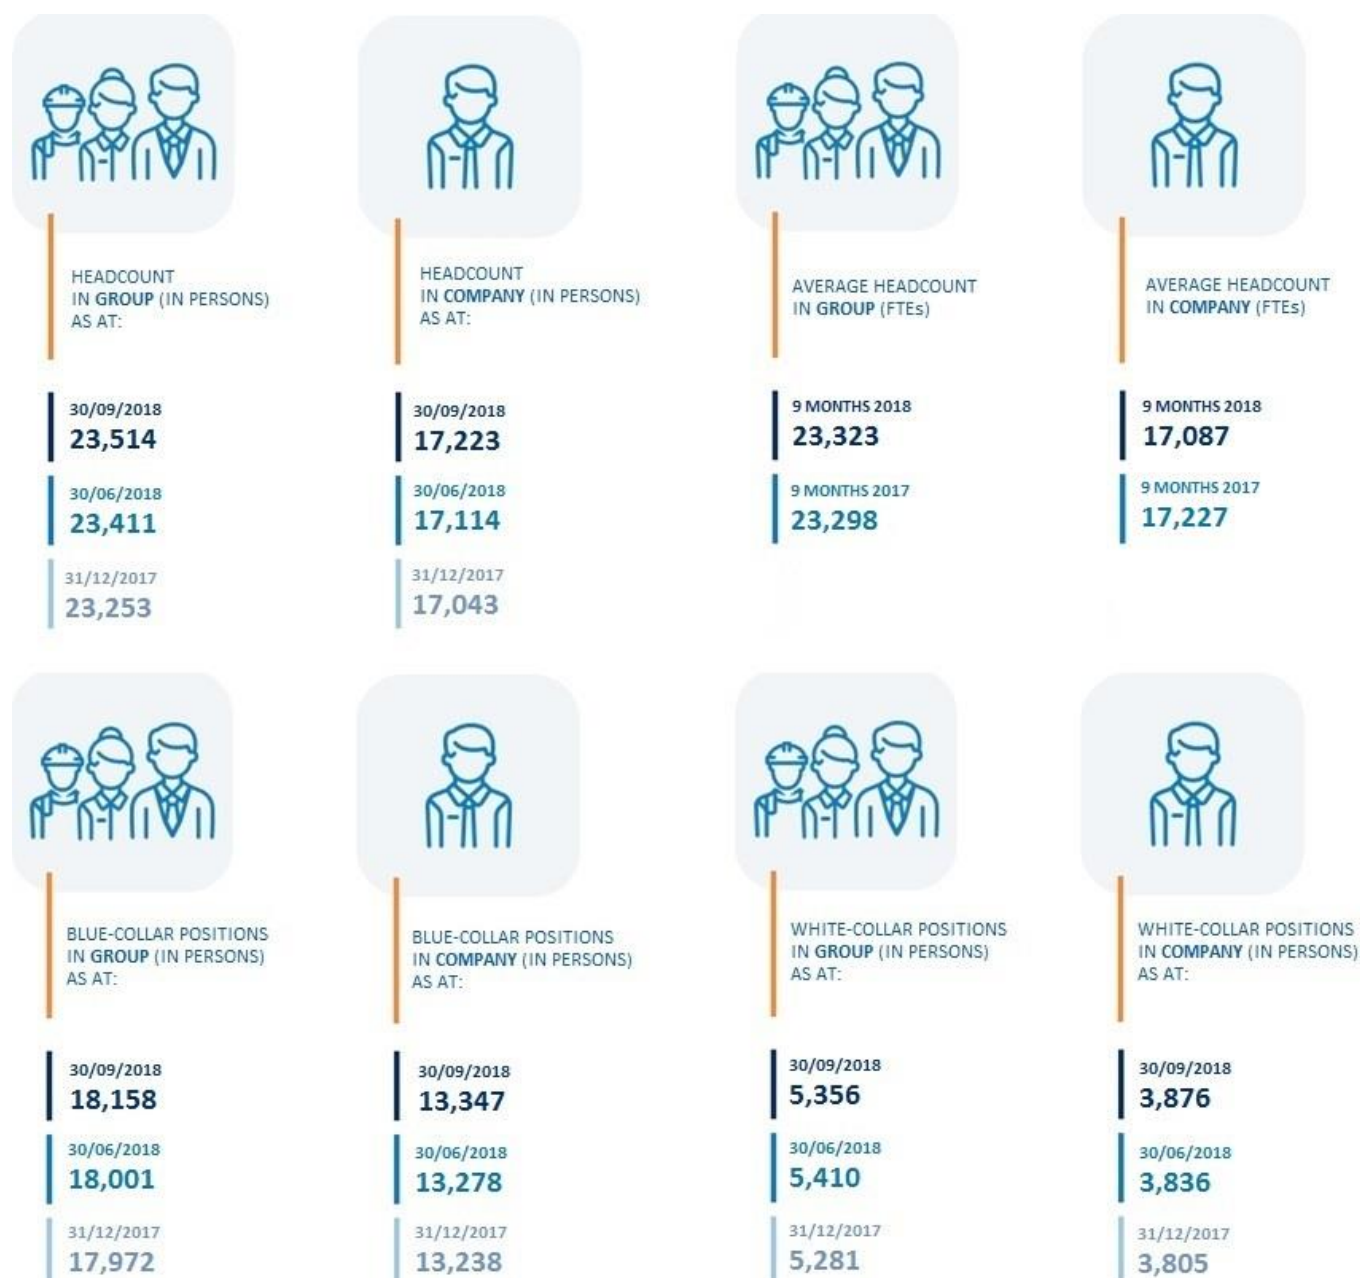 HEADCOUNT
IN GROUP (IN PERSONS)
AS AT:
30/09/2018
23,514
30/06/2018
23,411
31/12/2017
23,253
HEADCOUNT
IN COMPANY (IN PERSONS)
AS AT:
30/09/2018
17,223
30/06/2018
17,114
31/12/2017
17,043
AVERAGE HEADCOUNT
IN GROUP (FTEs)
9 MONTHS 2018
23,323
9 MONTHS 2017
23,298
AVERAGE HEADCOUNT
IN COMPANY (FTEs)
9 MONTHS 2018
17,087
9 MONTHS 2017
17,227
BLUE-COLLAR POSITIONS
IN GROUP (IN PERSONS)
AS AT:
30/09/2018
18,158
30/06/2018
18,001
31/12/2017
17,972
BLUE-COLLAR POSITIONS
IN COMPANY (IN PERSONS)
AS AT:
30/09/2018
13,347
30/06/2018
13,278
31/12/2017
13,238
WHITE-COLLAR POSITIONS
IN GROUP (IN PERSONS)
AS AT:
30/09/2018
5,356
30/06/2018
5,410
31/12/2017
5,281
WHITE-COLLAR POSITIONS
IN COMPANY (IN PERSONS)
AS AT:
30/09/2018
3,876
30/06/2018
3,836
31/12/2017
3,805